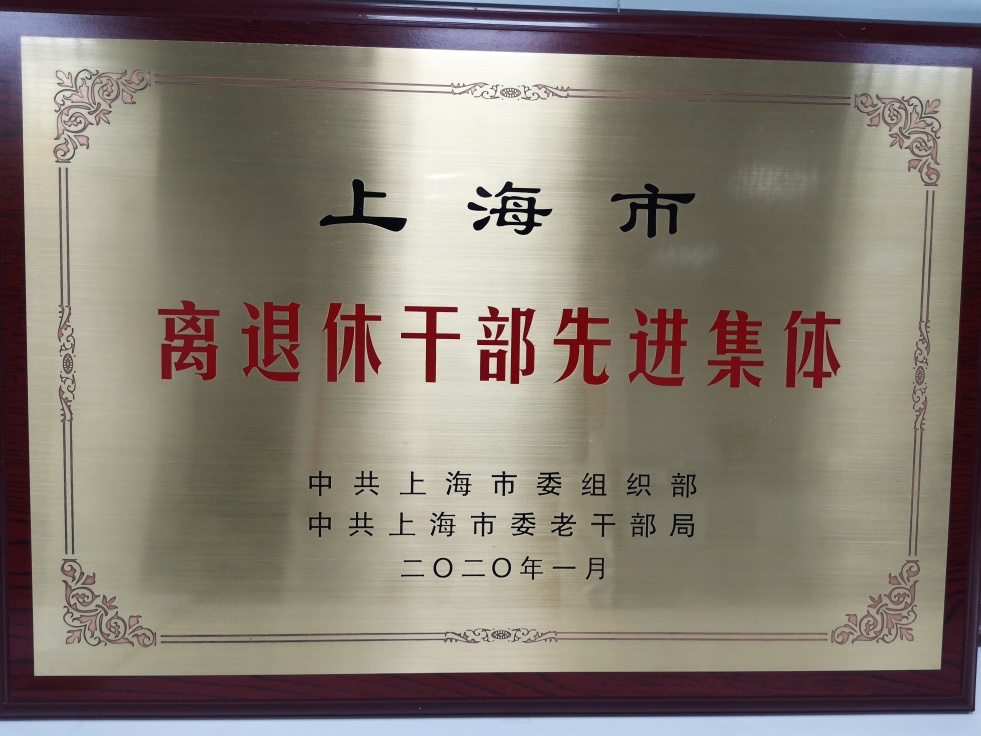 上海市
离退休干部先进集体
中共上海市委组织部
中共上海市委老干部局
二〇二〇年一月